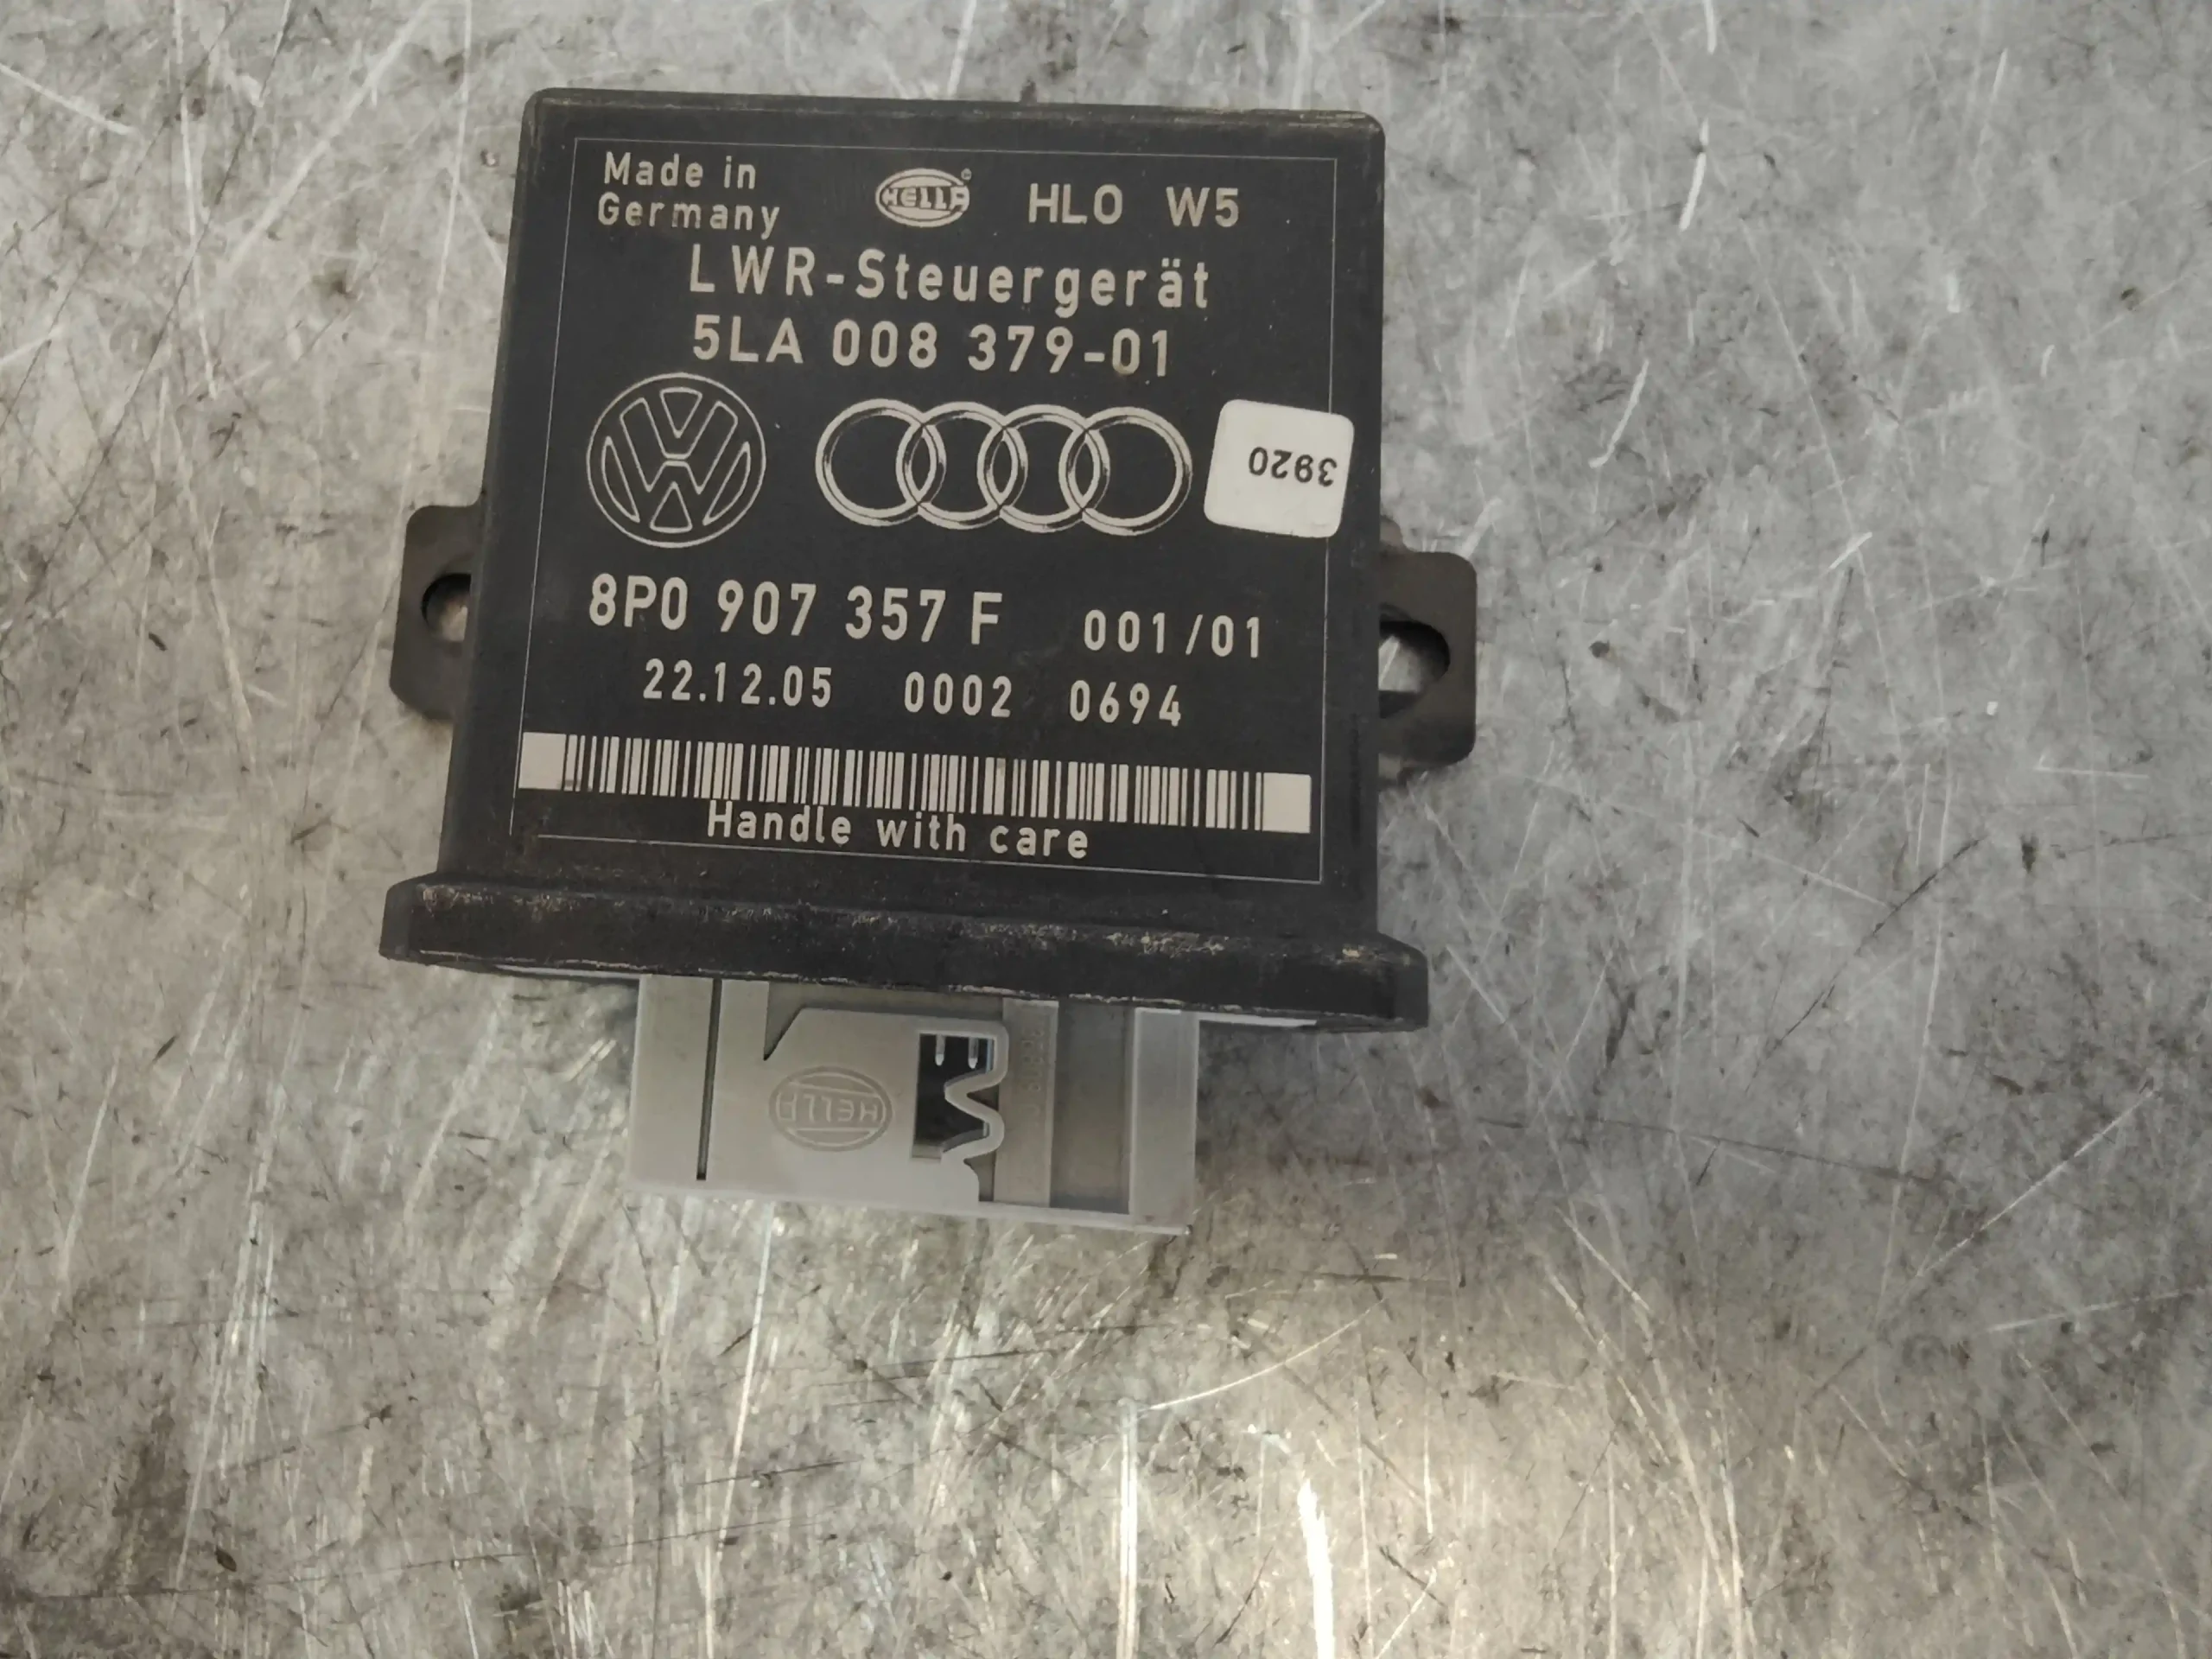 Made in
Germany
HELLA
HLO W5
LWR-Steuergerät
5LA 008 379-01
3920
8P0 907 357 F 001/01
22.12.05 0002 0694
Handle with care
HELLA